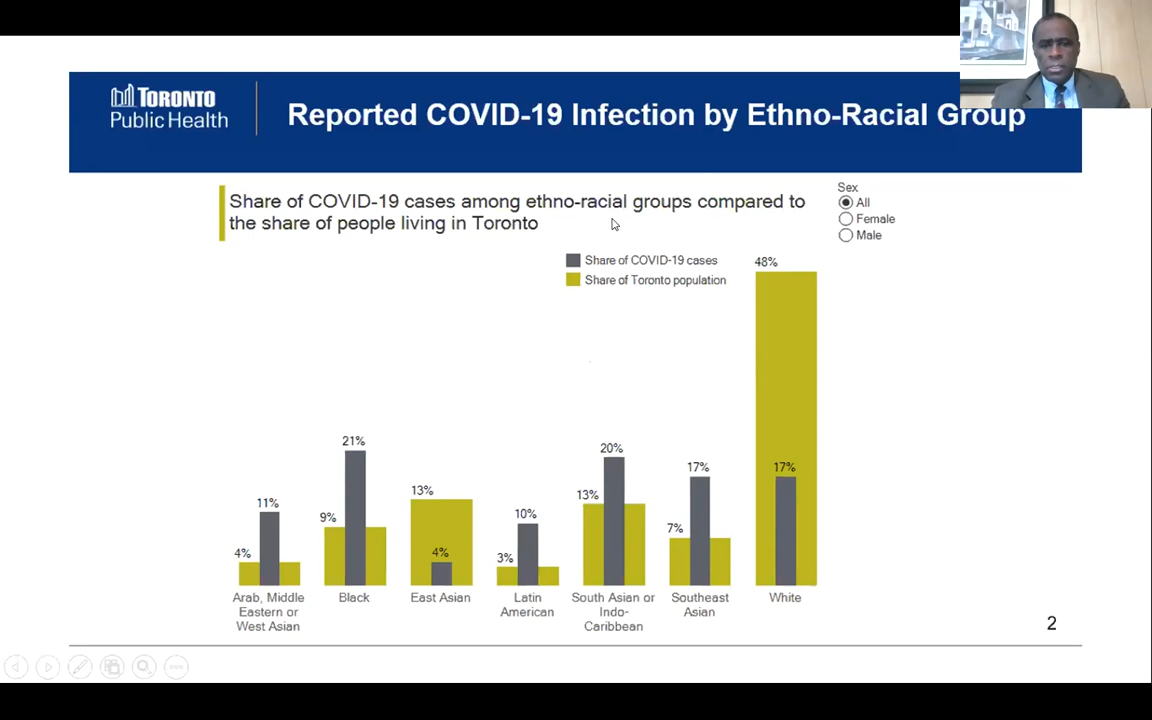 TORONTO
Public Health
Reported COVID-19 Infection by Ethno-Racial Group
Share of COVID-19 cases among ethno-racial groups compared to
the share of people living in Toronto
Sex
All
Female
Male
Share of COVID-19 cases
Share of Toronto population
4%
11%
9%
21%
13%
4%
3%
10%
13%
20%
7%
17%
48%
17%
Arab, Middle
Eastern or
West Asian
Black
East Asian
Latin
American
South Asian or
Indo-
Caribbean
Southeast
Asian
White
2